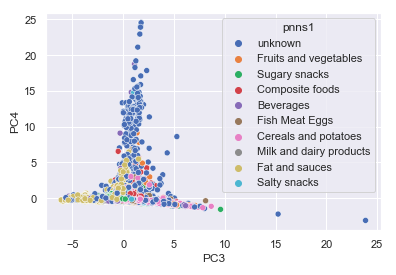 25
20
15
10
5
0
−5
0
5
10
15
20
25
PC4
PC3
pnns1
unknown
Fruits and vegetables
Sugary snacks
Composite foods
Beverages
Fish Meat Eggs
Cereals and potatoes
Milk and dairy products
Fat and sauces
Salty snacks